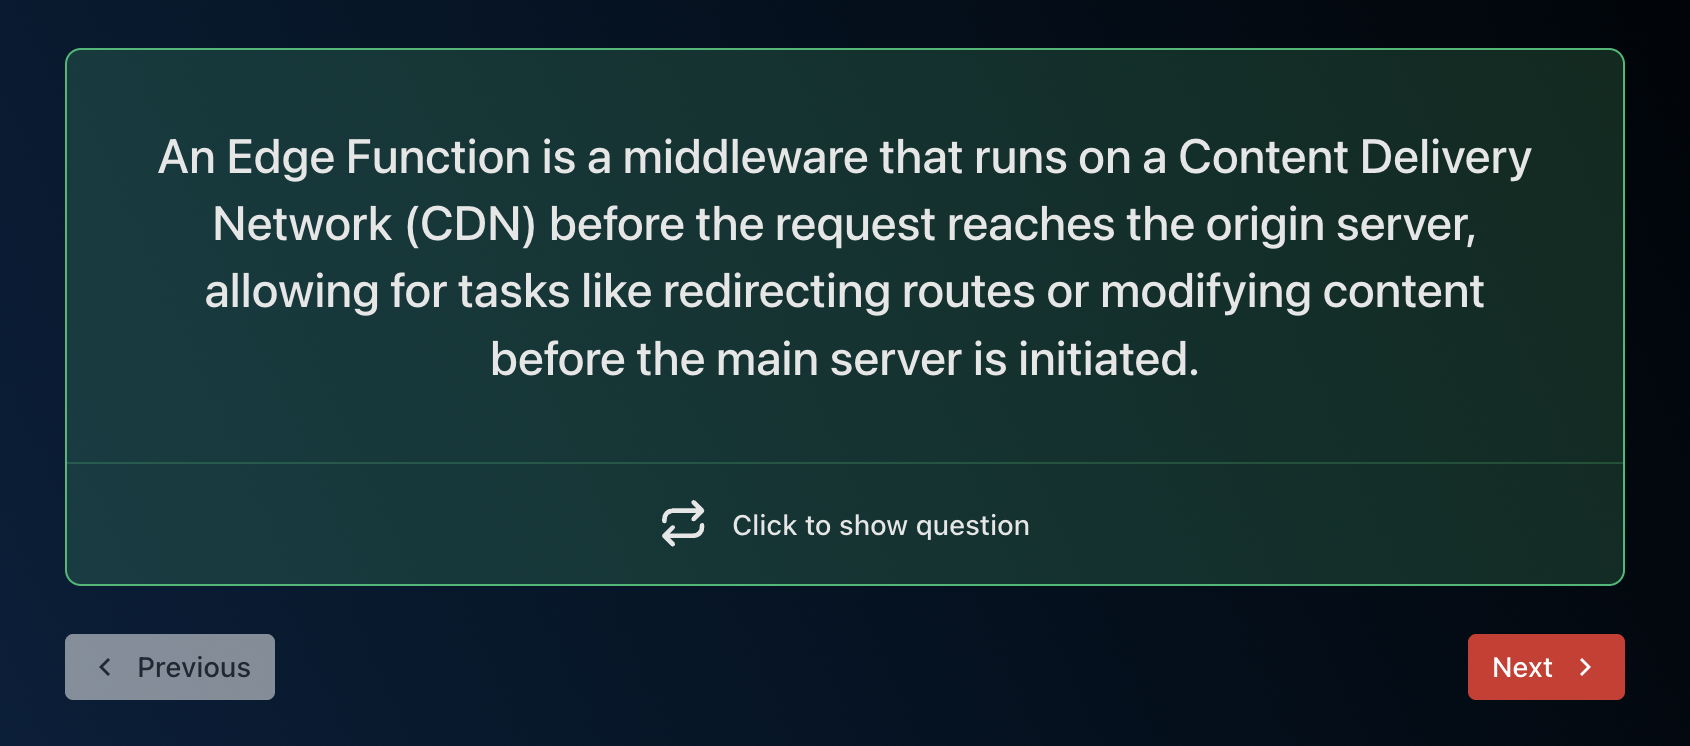 An Edge Function is a middleware that runs on a Content Delivery
Network (CDN) before the request reaches the origin server,
allowing for tasks like redirecting routes or modifying content
before the main server is initiated.
Click to show question
Previous
Next